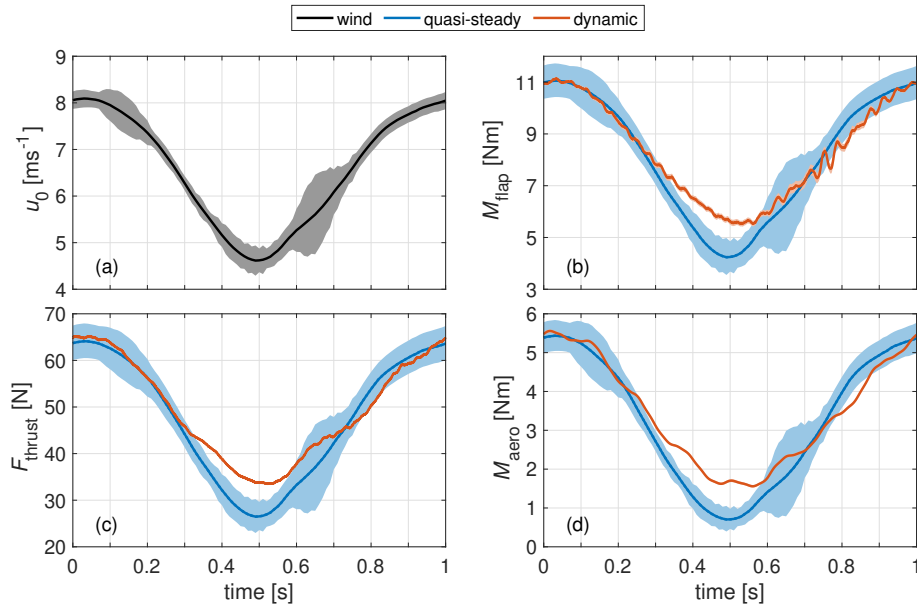 wind quasi-steady dynamic
9
8
7
6
5
4
u0 [ms-1]
(a)
11
9
7
5
3
Mflap [Nm]
(b)
70
60
50
40
30
20
Fthrust [N]
(c)
0 0.2 0.4 0.6 0.8 1
time [s]
6
5
4
3
2
1
0
Maero [Nm]
(d)
0 0.2 0.4 0.6 0.8 1
time [s]